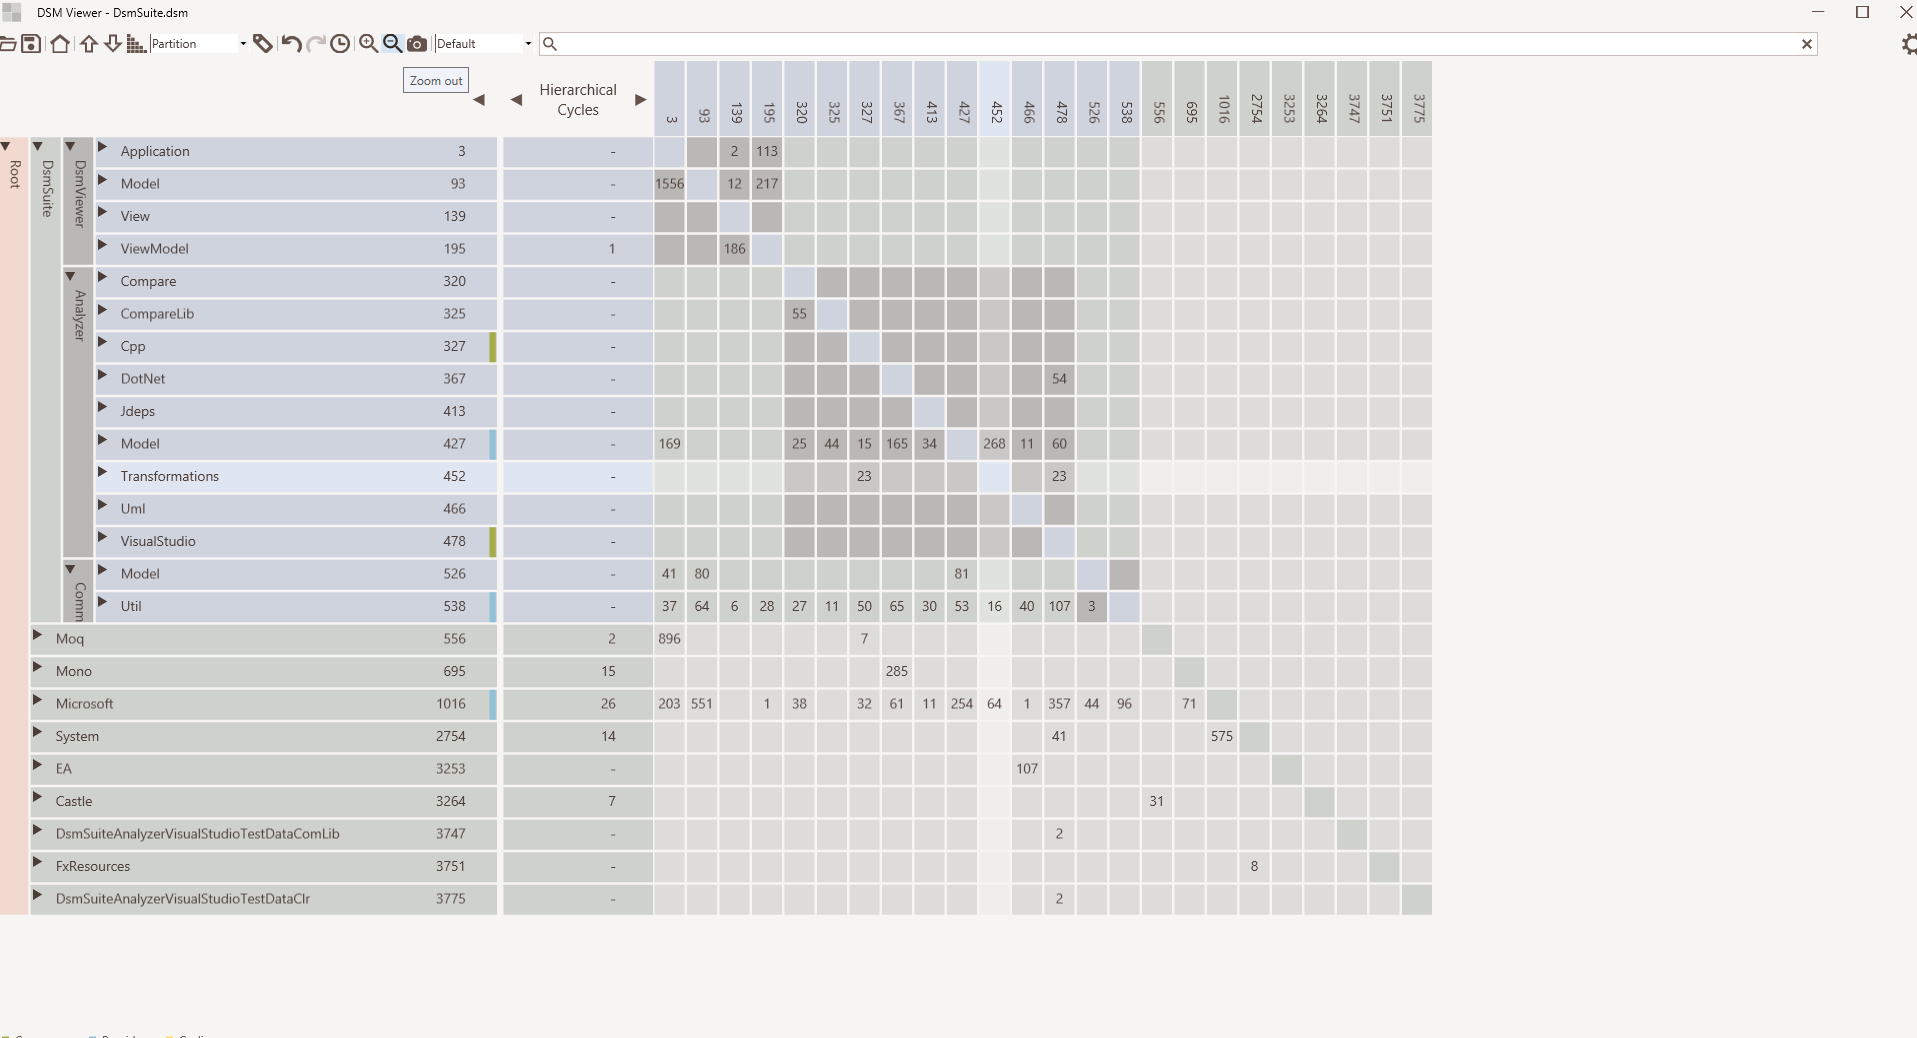 DSM Viewer - DsmSuite.dsm
Partition
Default
Zoom out
Hierarchical
Cycles
3 93 139 195 320 325 327 367 413 427 452 466 478 526 538 556 695 1016 2754 3253 3264 3747 3751 3775
Root
DsmSuite
DsmViewer
Application 3 - 2 113
Model 93 - 1556 12 217
View 139 -
ViewModel 195 1 186
Analyzer
Compare 320 -
CompareLib 325 - 55
Cpp 327 -
DotNet 367 - 54
Jdeps 413 -
Model 427 - 169 25 44 15 165 34 268 11 60
Transformations 452 - 23 23
Uml 466 -
VisualStudio 478 -
Comm
Model 526 - 41 80 81
Util 538 - 37 64 6 28 27 11 50 65 30 53 16 40 107 3
Moq 556 2 896 7
Mono 695 15 285
Microsoft 1016 26 203 551 1 38 32 61 11 254 64 1 357 44 96 71
System 2754 14 41 575
EA 3253 - 107
Castle 3264 7 31
DsmSuiteAnalyzerVisualStudioTestDataComLib 3747 - 2
FxResources 3751 - 8
DsmSuiteAnalyzerVisualStudioTestDataClr 3775 - 2